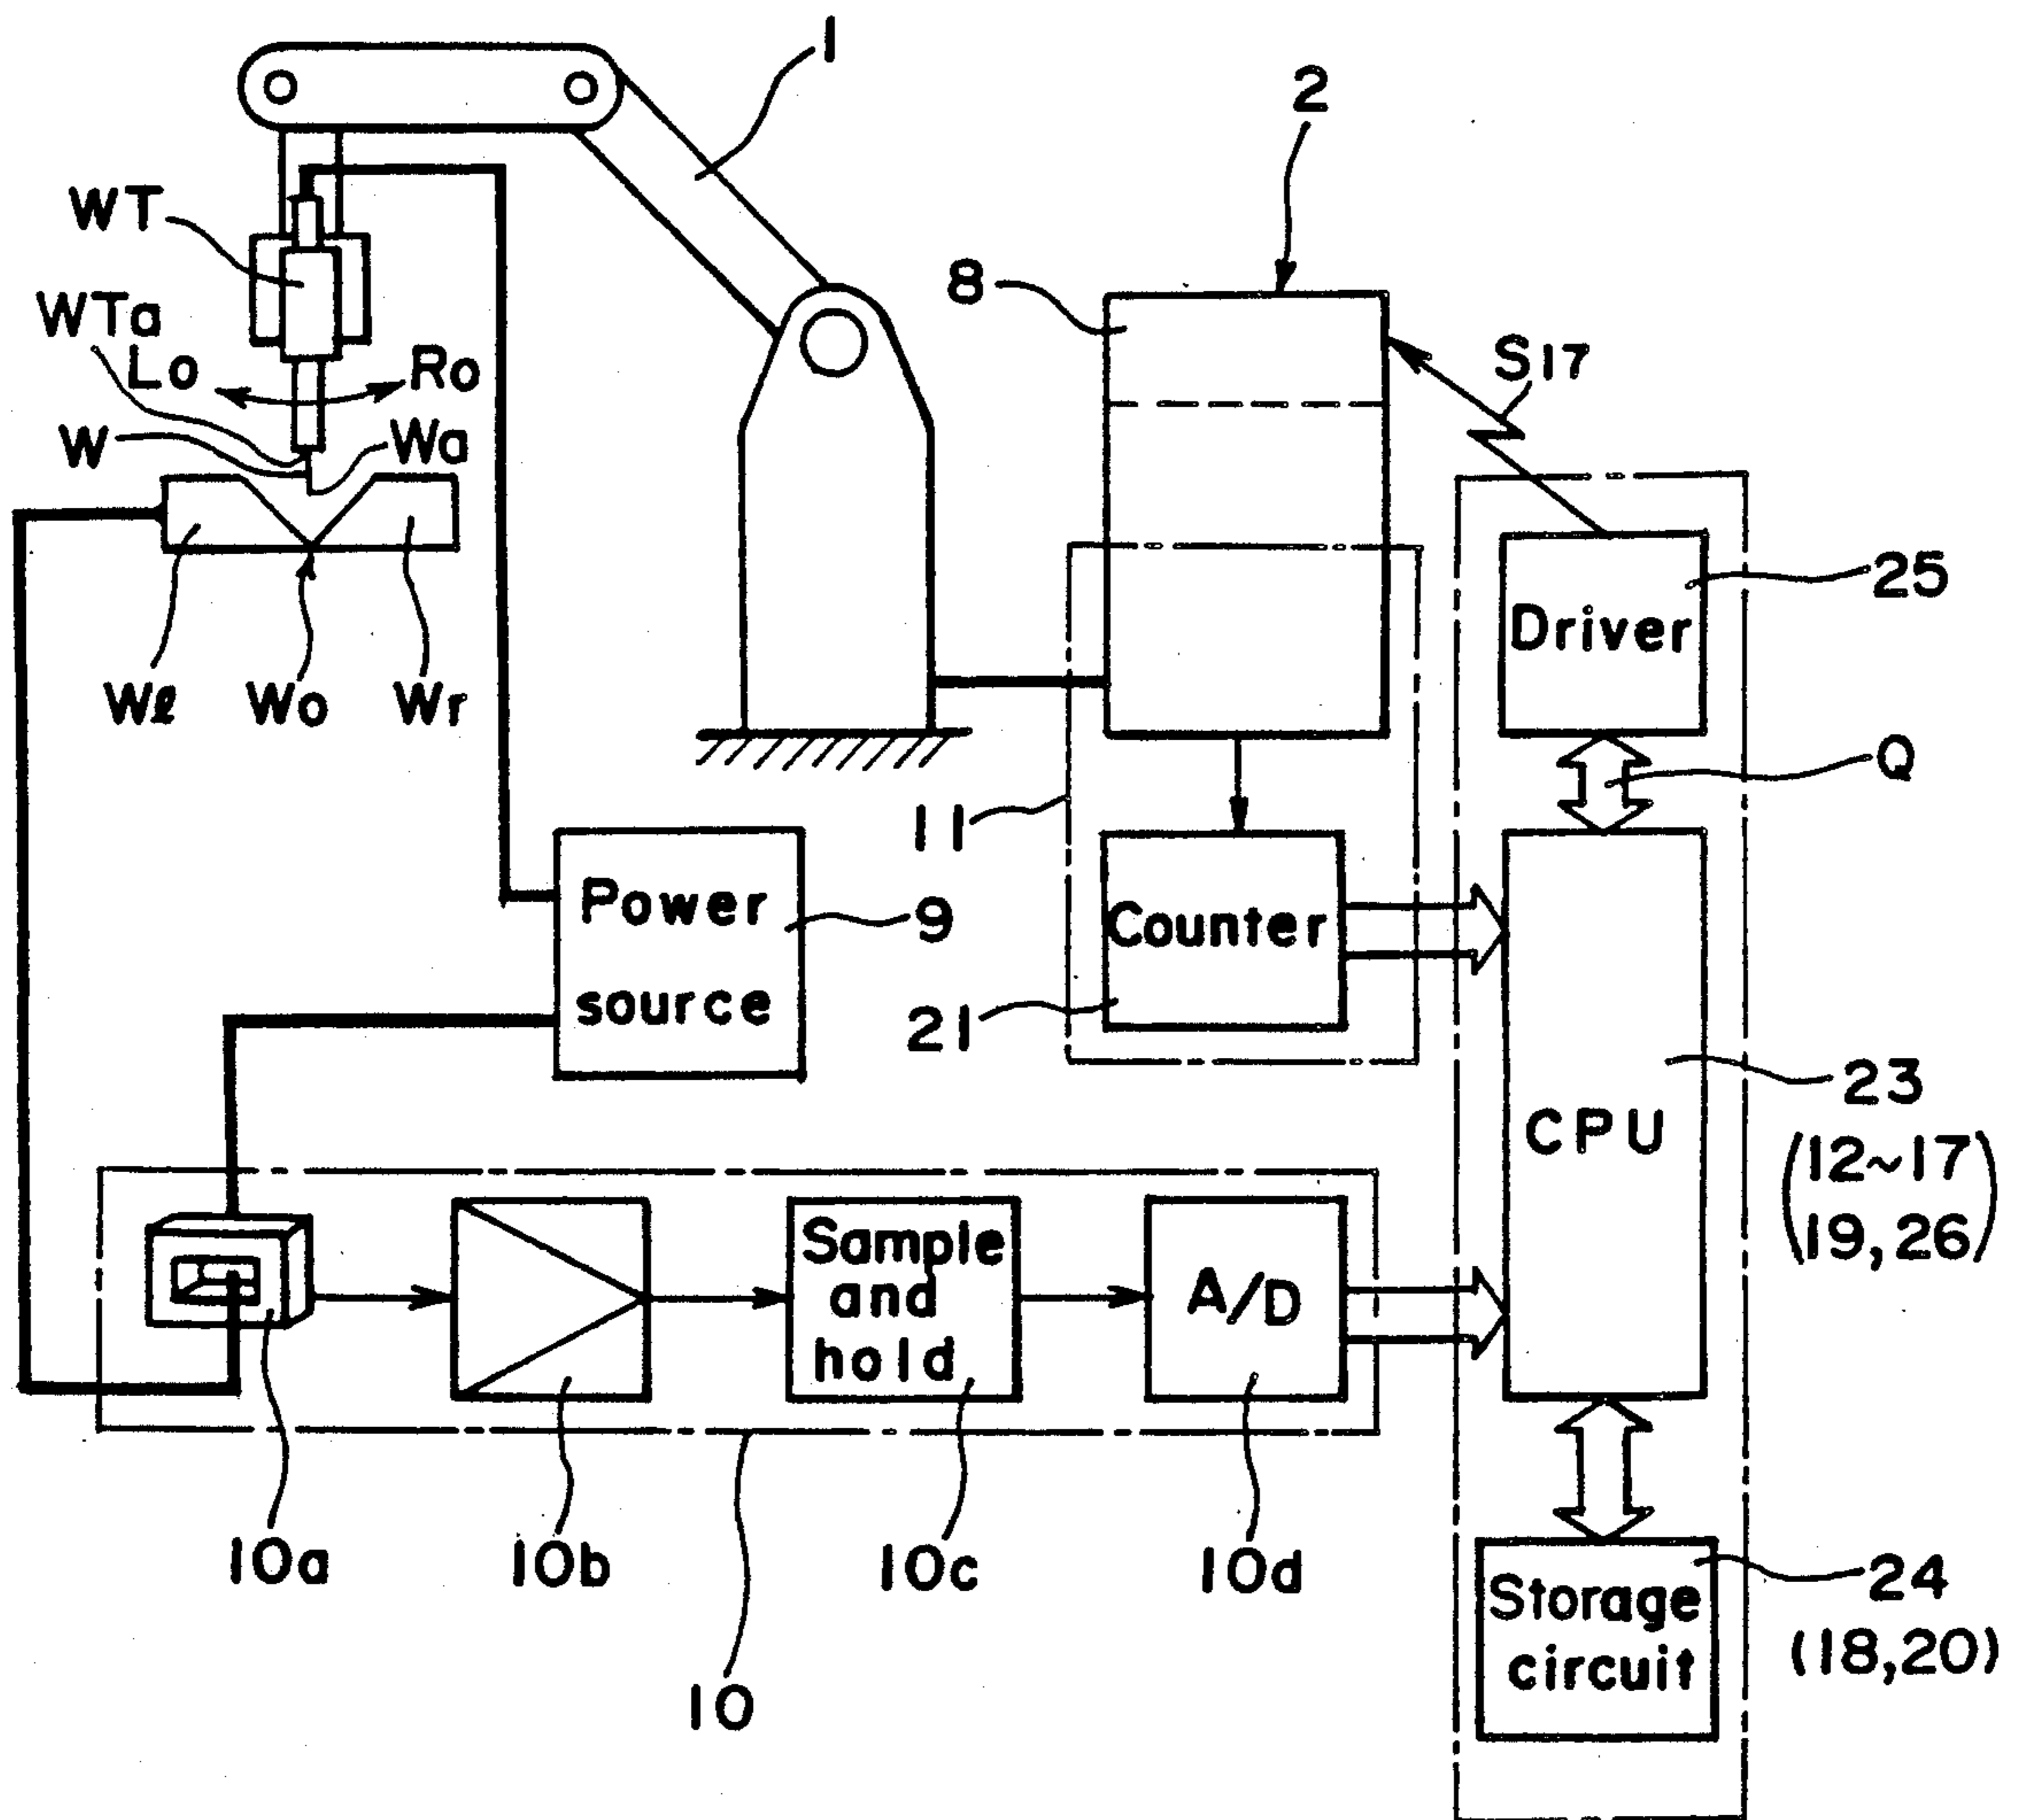 1
2
WT
8
WTa
Lo
Ro
S17
W
Wa
25
Driver
Wℓ
Wo
Wr
Q
11
Power
source
9
Counter
21
23
(12~17
19,26)
CPU
Sample
and
hold
A/D
10a
10b
10c
10d
24
(18,20)
Storage
circuit
10